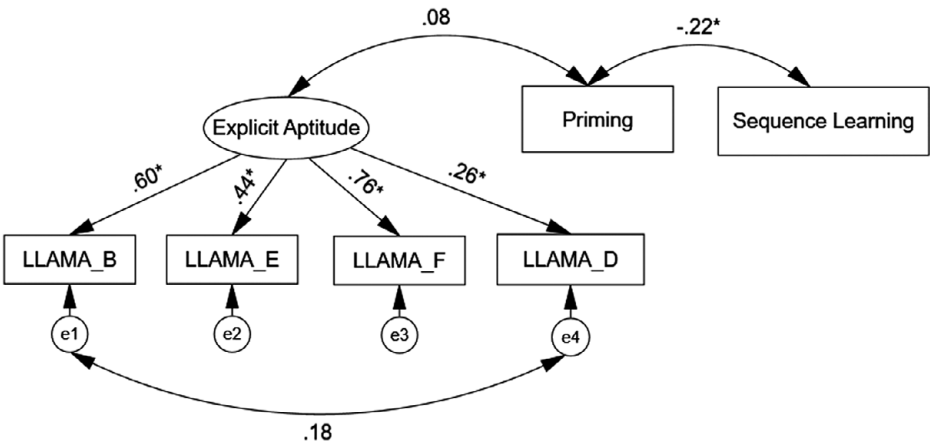 .08
-.22*
Explicit Aptitude
Priming
Sequence Learning
.60*
.44*
.76*
.26*
LLAMA_B
LLAMA_E
LLAMA_F
LLAMA_D
e1
e2
e3
e4
.18